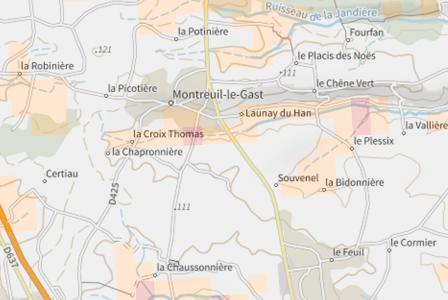 Ruisseau de la Jandière
la Potinière
Fourfan
.121
le Placis des Noës
la Robinière
.111
la Picotière
Montreuil-le-Gast
le Chêne Vert
Launay du Han
la Croix Thomas
la Vallière
le Plessix
la Chapronnière
Certiau
Souvenel
la Bidonnière
D425
.111
D637
le Cormier
le Feuil
la Chaussonnière